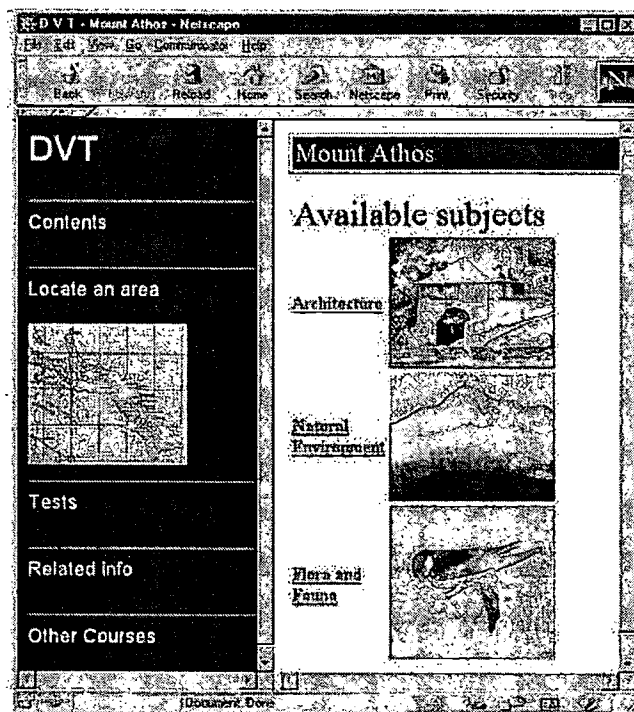 D V T - Mount Athos - Netscape
File Edit View Go Communicator Help
Back Reload Home Search Netscape Print Security
N
DVT
Mount Athos
Contents
Available subjects
Locate an area
Architecture
Natural
Environment
Tests
Related info
Flora and
Fauna
Other Courses
Document: Done